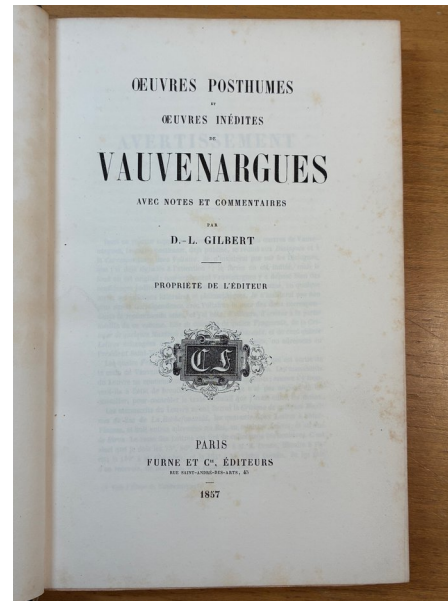 ŒUVRES POSTHUMES
ET
ŒUVRES INÉDITES
DE
VAUVENARGUES
AVEC NOTES ET COMMENTAIRES
PAR
D.-L. GILBERT
PROPRIÉTÉ DE L'ÉDITEUR
CF
PARIS
FURNE ET Cie, ÉDITEURS
RUE SAINT-ANDRÉ-DES-ARTS, 45
1857